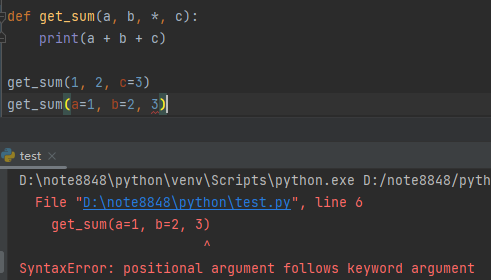 def get_sum(a, b, *, c):
    print(a + b + c)
get_sum(1, 2, c=3)
get_sum(a=1, b=2, 3)
test ×
D:\note8848\python\venv\Scripts\python.exe D:/note8848/pyth
  File "D:\note8848\python\test.py", line 6
    get_sum(a=1, b=2, 3)
                       ^
SyntaxError: positional argument follows keyword argument